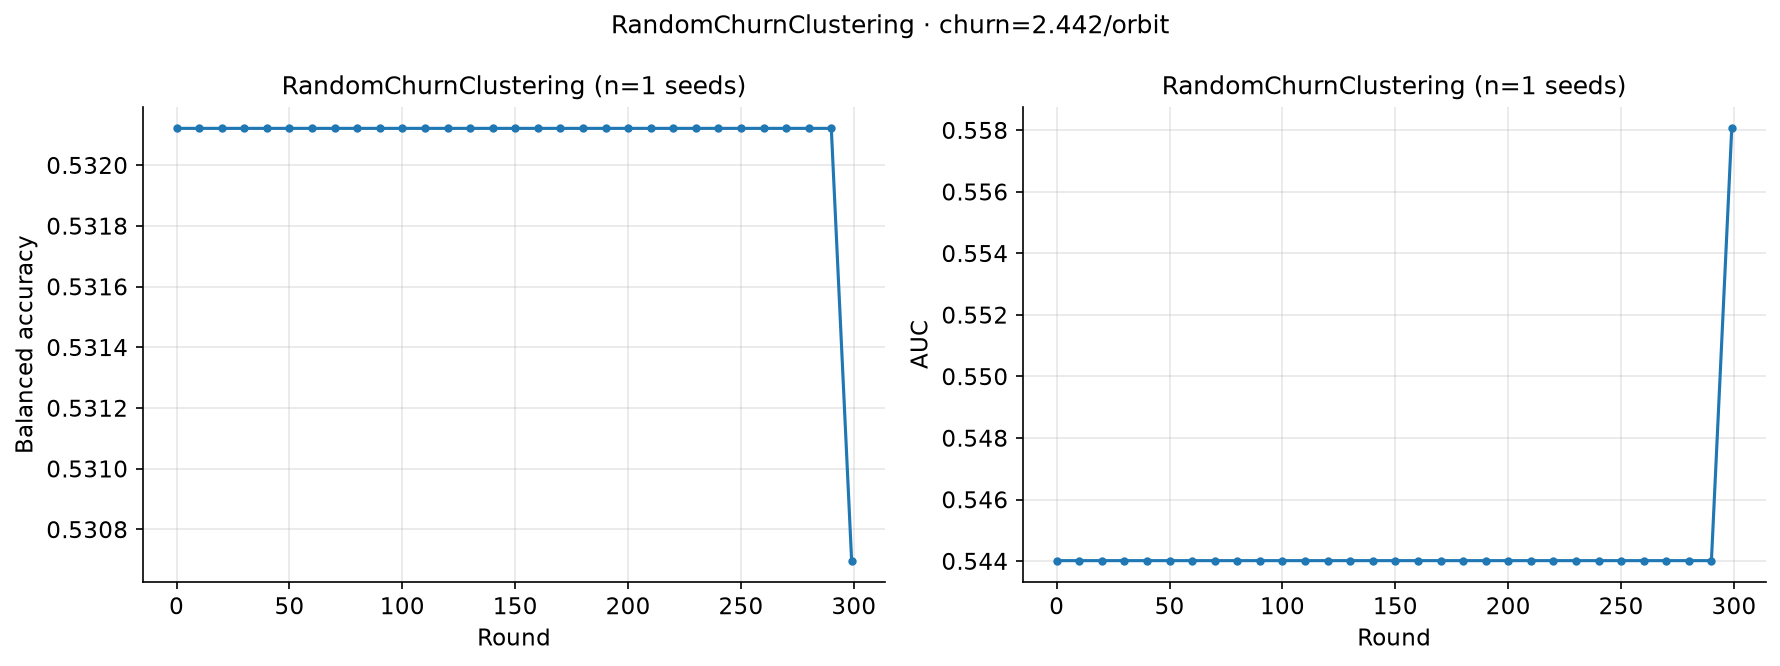 RandomChurnClustering · churn=2.442/orbit
RandomChurnClustering (n=1 seeds)
Balanced accuracy
0.5320
0.5318
0.5316
0.5314
0.5312
0.5310
0.5308
0 50 100 150 200 250 300
Round
RandomChurnClustering (n=1 seeds)
AUC
0.558
0.556
0.554
0.552
0.550
0.548
0.546
0.544
0 50 100 150 200 250 300
Round